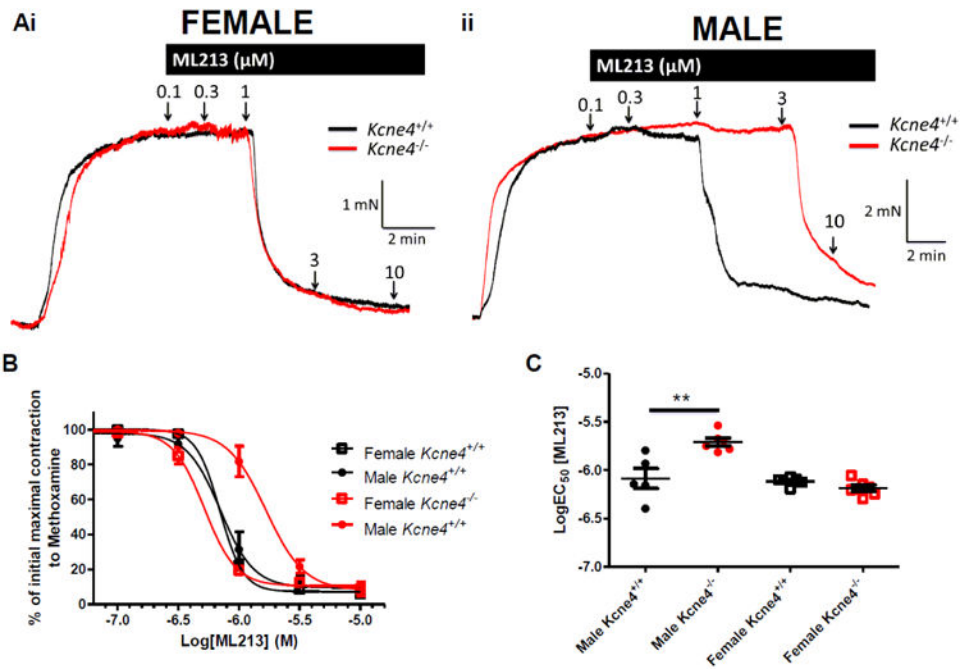 Ai
FEMALE
ML213 (µM)
0.1
0.3
1
Kcne4+/+
Kcne4-/-
1 mN
2 min
3
10
ii
MALE
ML213 (µM)
0.1
0.3
1
3
Kcne4+/+
Kcne4-/-
2 mN
2 min
10
B
% of initial maximal contraction
to Methoxamine
100
80
60
40
20
0
-7.0
-6.5
-6.0
-5.5
-5.0
Log[ML213] (M)
Female Kcne4+/+
Male Kcne4+/+
Female Kcne4-/-
Male Kcne4+/+
C
LogEC50 [ML213]
-5.0
-5.5
-6.0
-6.5
-7.0
**
Male Kcne4+/+
Male Kcne4-/-
Female Kcne4+/+
Female Kcne4-/-